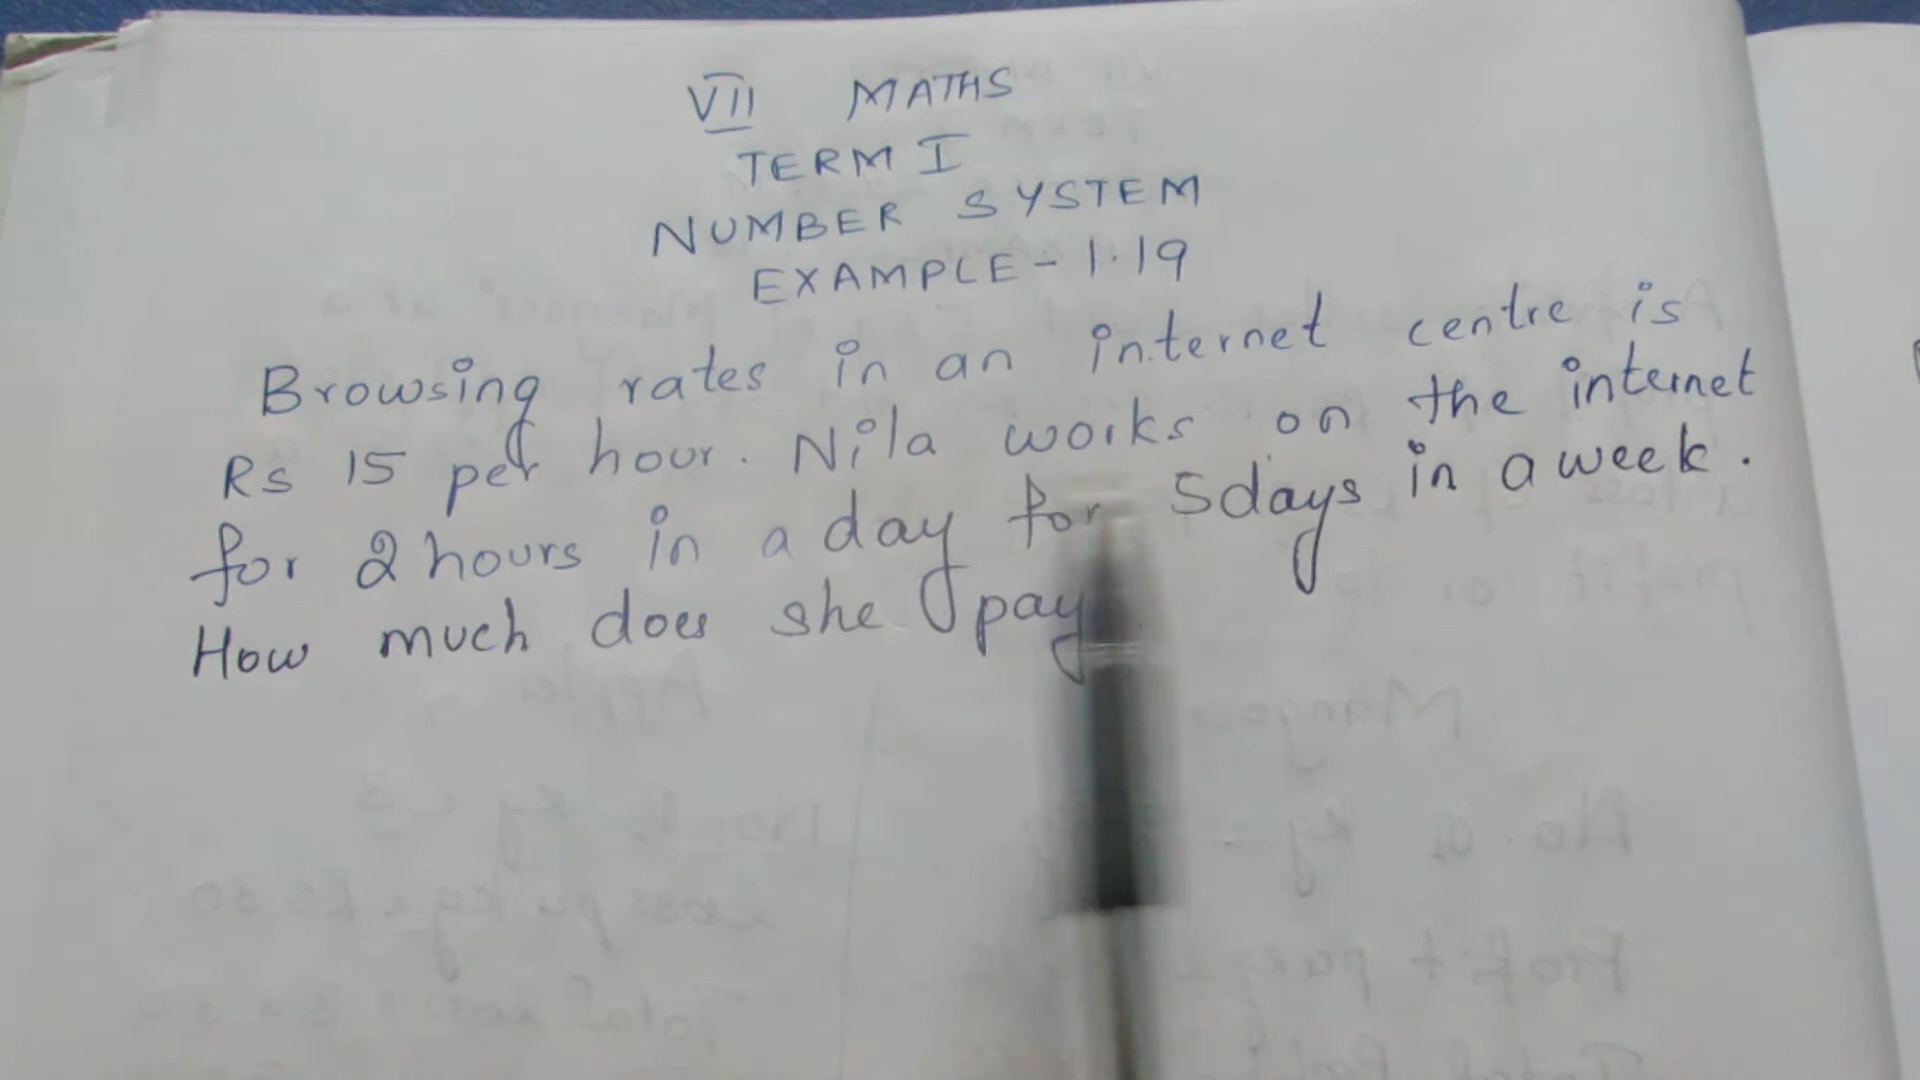 VII MATHS
TERM I
NUMBER SYSTEM
EXAMPLE - 1.19
Browsing rates in an internet centre is
Rs 15 per hour. Nila works on the internet
for 2 hours in a day for 5days in a week.
How much does she pay